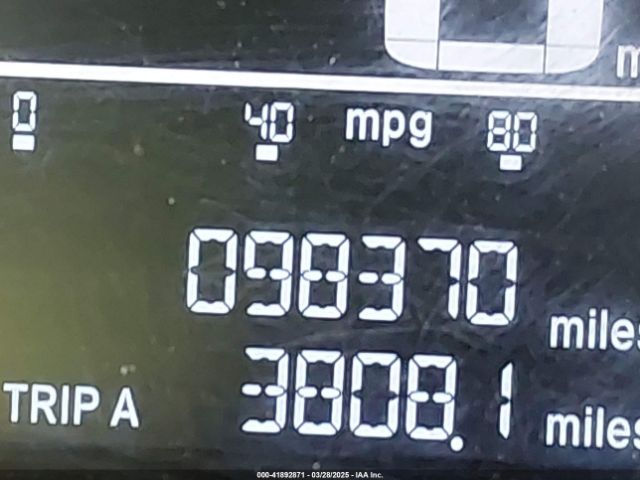 0 40 mpg 80
098370 miles
TRIP A 3808.1 miles
000-41892871 - 03/28/2025 - IAA Inc.